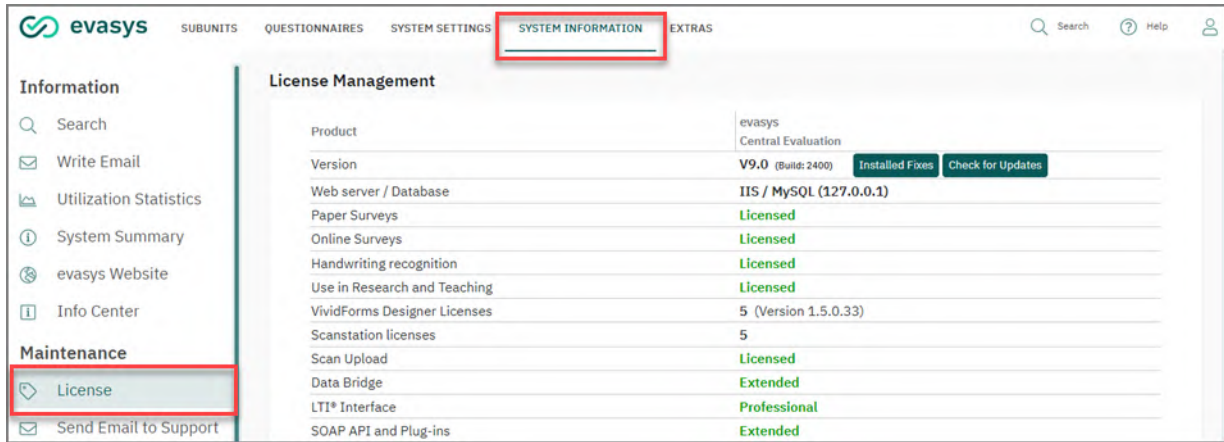 evasys SUBUNITS QUESTIONNAIRES SYSTEM SETTINGS SYSTEM INFORMATION EXTRAS Search ? Help
Information
Search
Write Email
Utilization Statistics
System Summary
evasys Website
Info Center
Maintenance
License
Send Email to Support
License Management
Product evasys
Central Evaluation
Version V9.0 (Build: 2400) Installed Fixes Check for Updates
Web server / Database IIS / MySQL (127.0.0.1)
Paper Surveys Licensed
Online Surveys Licensed
Handwriting recognition Licensed
Use in Research and Teaching Licensed
VividForms Designer Licenses 5 (Version 1.5.0.33)
Scanstation licenses 5
Scan Upload Licensed
Data Bridge Extended
LTI® Interface Professional
SOAP API and Plug-ins Extended